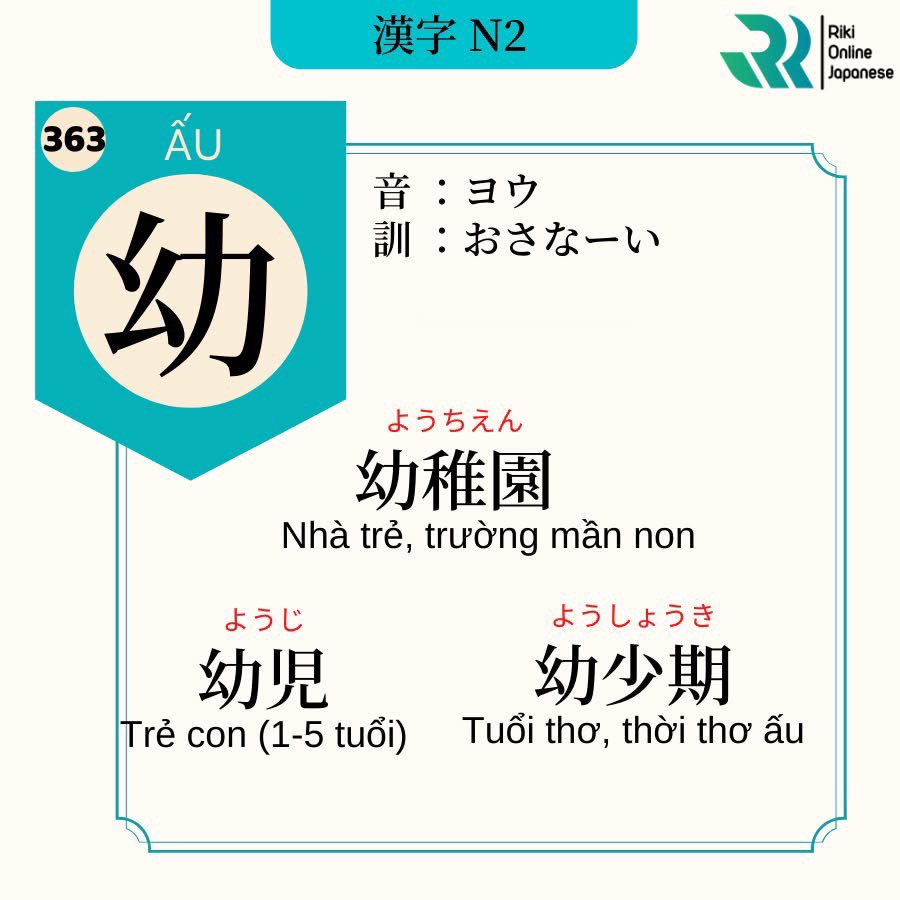 漢字 N2
Riki
Online
Japanese
363
ẤU
幼
音 ：ヨウ
訓 ：おさなーい
ようちえん
幼稚園
Nhà trẻ, trường mần non
ようじ
幼児
Trẻ con (1-5 tuổi)
ようしょうき
幼少期
Tuổi thơ, thời thơ ấu